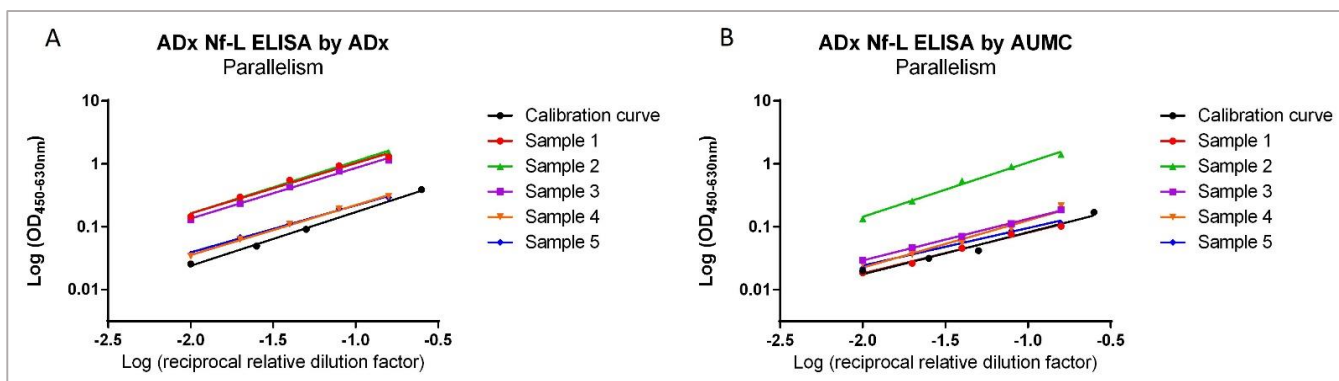 A
ADx Nf-L ELISA by ADx
Parallelism
Log (OD450-630nm)
10
1
0.1
0.01
-2.5
-2.0
-1.5
-1.0
-0.5
Log (reciprocal relative dilution factor)
Calibration curve
Sample 1
Sample 2
Sample 3
Sample 4
Sample 5
B
ADx Nf-L ELISA by AUMC
Parallelism
Log (OD450-630nm)
10
1
0.1
0.01
-2.5
-2.0
-1.5
-1.0
-0.5
Log (reciprocal relative dilution factor)
Calibration curve
Sample 1
Sample 2
Sample 3
Sample 4
Sample 5